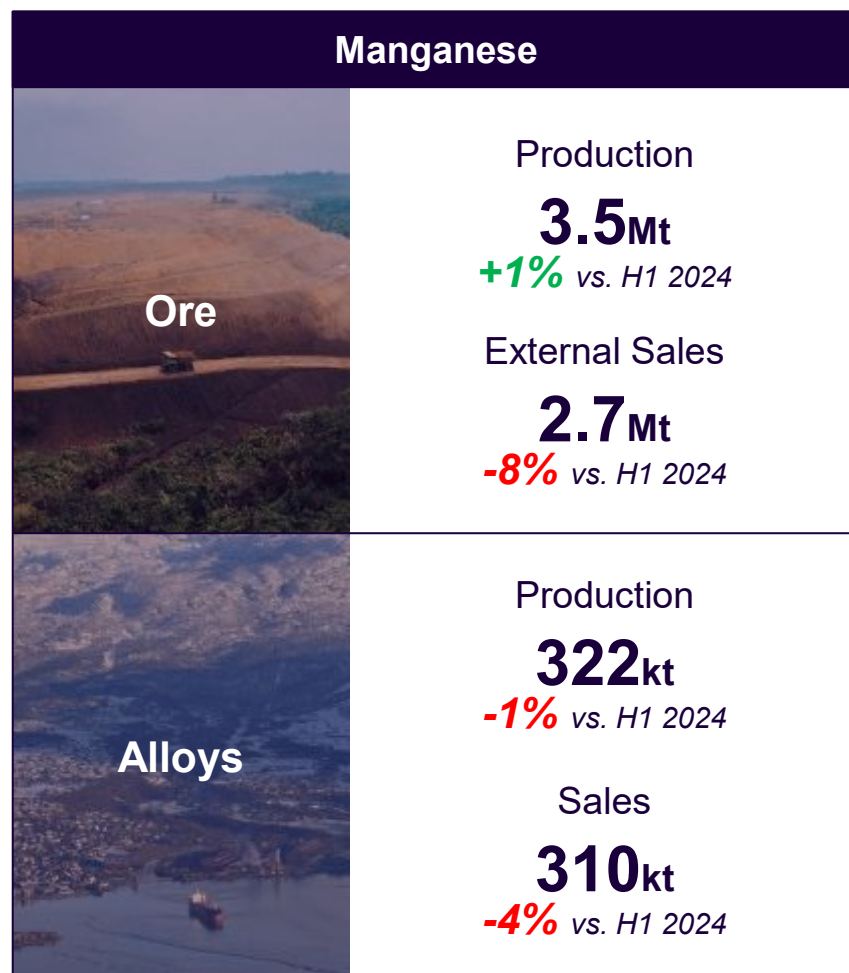 Manganese
Ore
Production
3.5Mt
+1% vs. H1 2024
External Sales
2.7Mt
-8% vs. H1 2024
Alloys
Production
322kt
-1% vs. H1 2024
Sales
310kt
-4% vs. H1 2024